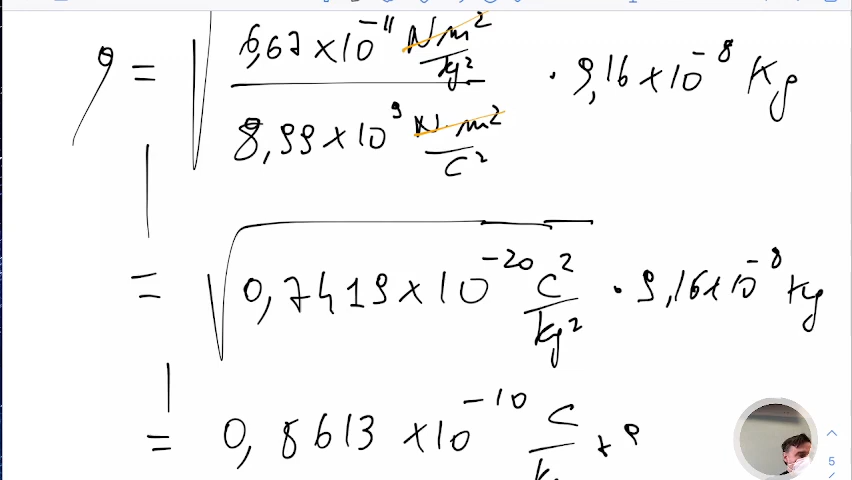 q = √(6,67 × 10⁻¹¹ N m²/kg² / 8,99 × 10⁹ N·m²/C²) · 9,16 × 10⁻⁸ Kg
= √(0,7419 × 10⁻²⁰ C²/kg²) · 9,16 × 10⁻⁸ Kg
= 0,8613 × 10⁻¹⁰ C/k
5